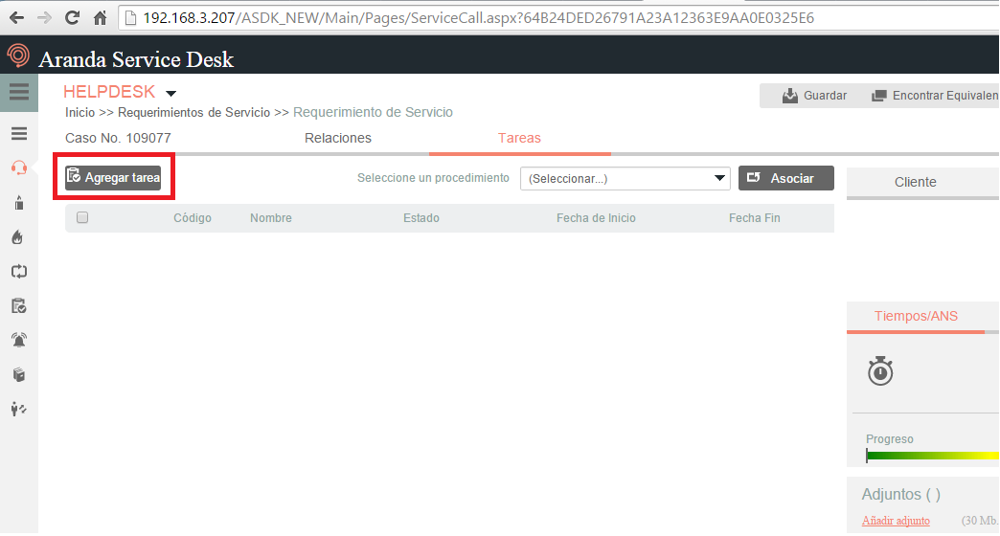 192.168.3.207/ASDK_NEW/Main/Pages/ServiceCall.aspx?64B24DED26791A23A12363E9AA0E0325E6
Aranda Service Desk
HELPDESK
Guardar
Encontrar Equivalen
Inicio >> Requerimientos de Servicio >> Requerimiento de Servicio
Caso No. 109077
Relaciones
Tareas
Agregar tarea
Seleccione un procedimiento
(Seleccionar...)
Asociar
Cliente
Código
Nombre
Estado
Fecha de Inicio
Fecha Fin
Tiempos/ANS
Progreso
Adjuntos ( )
Añadir adjunto
(30 Mb.